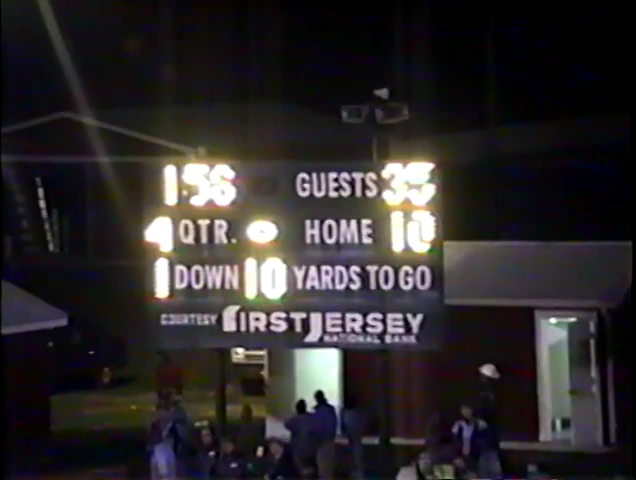 1:56 GUESTS 35
4 QTR. HOME 10
1 DOWN 10 YARDS TO GO
COURTESY FIRST JERSEY
NATIONAL BANK